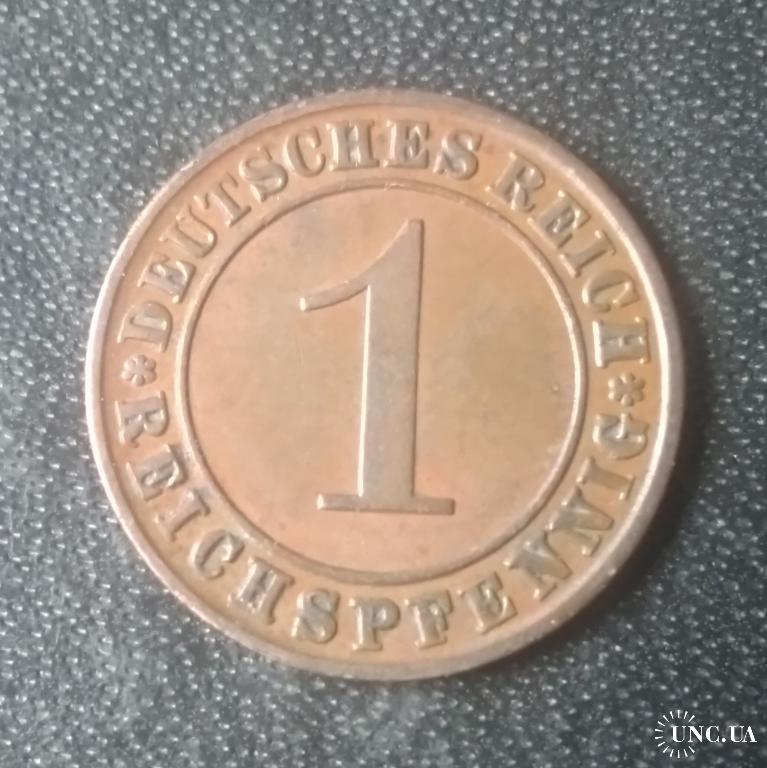 DEUTSCHES REICH
1
* REICHSPFENNIG *
UNC.UA